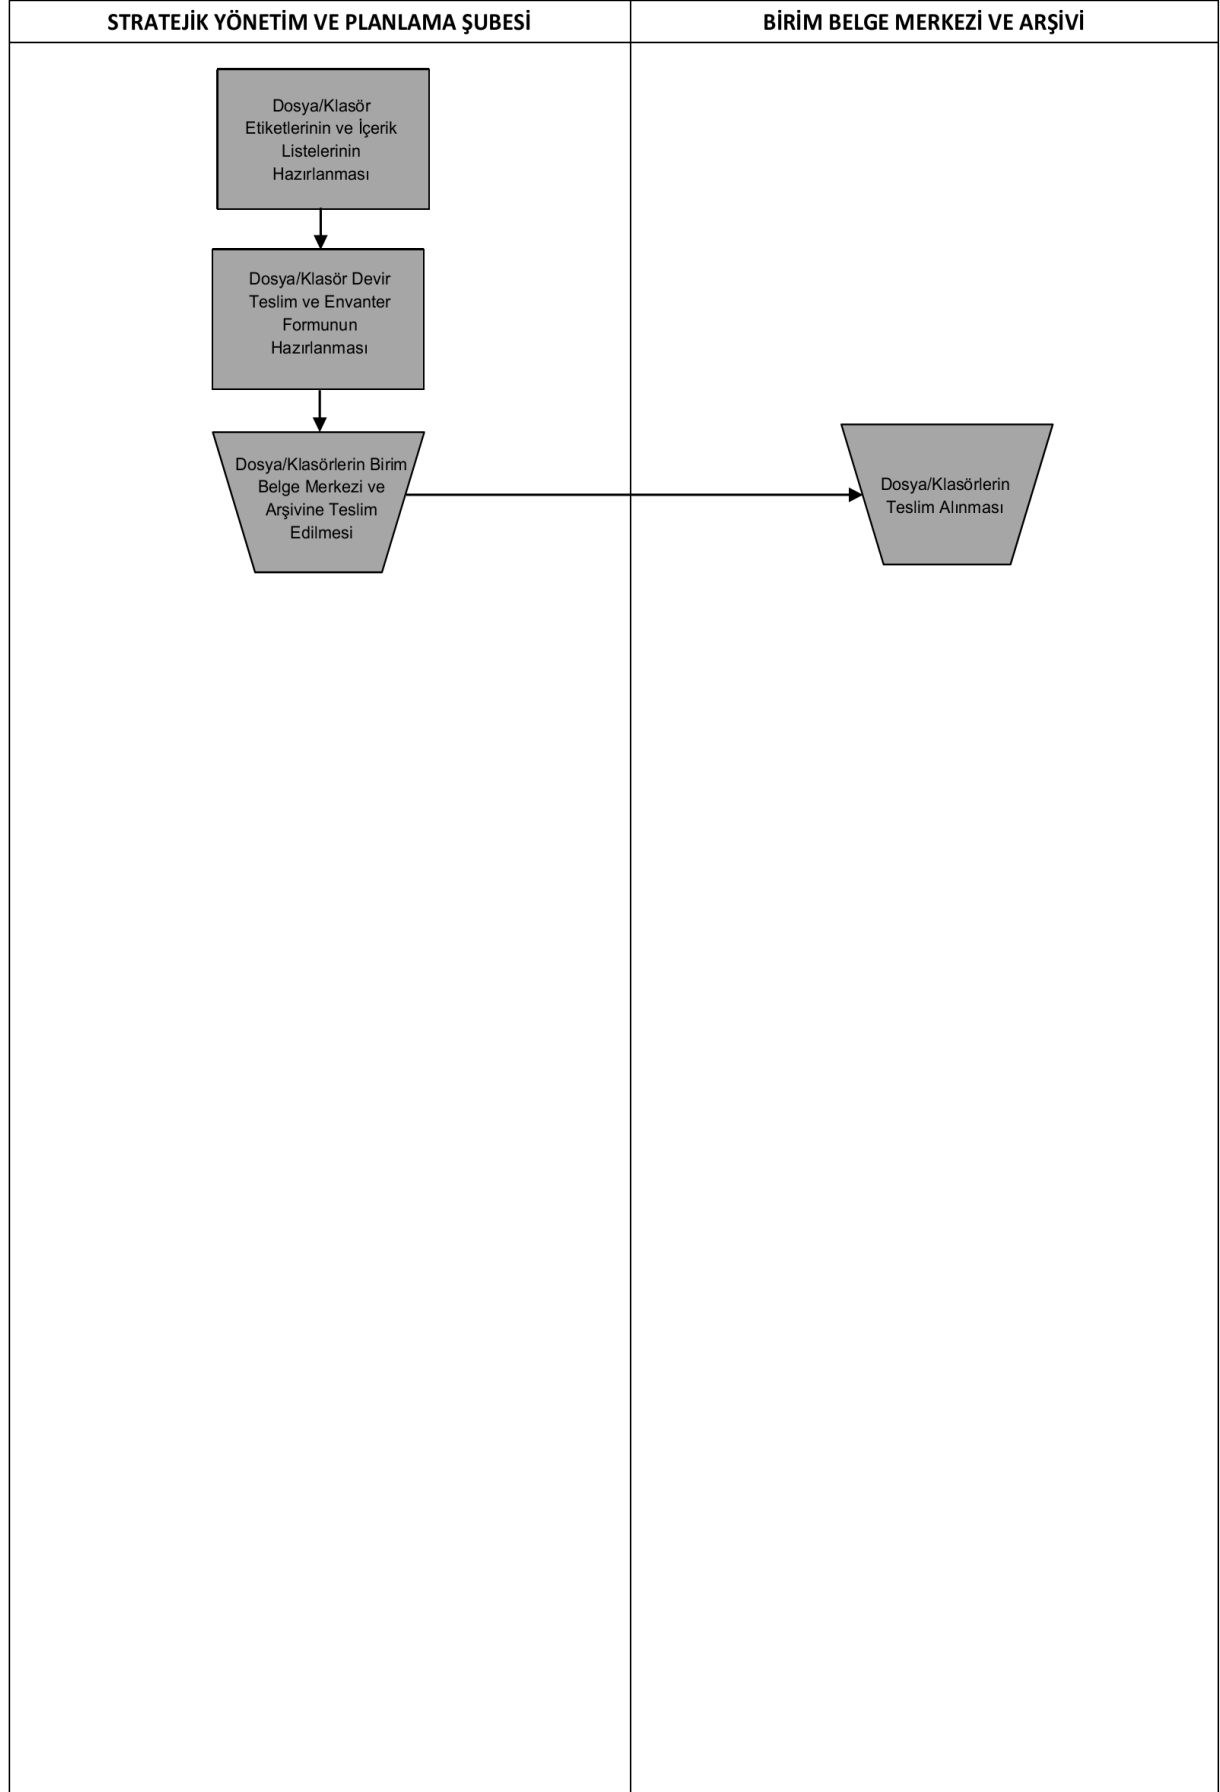 STRATEJİK YÖNETİM VE PLANLAMA ŞUBESİ
BİRİM BELGE MERKEZİ VE ARŞİVİ
Dosya/Klasör
Etiketlerinin ve İçerik
Listelerinin
Hazırlanması
Dosya/Klasör Devir
Teslim ve Envanter
Formunun
Hazırlanması
Dosya/Klasörlerin Birim
Belge Merkezi ve
Arşivine Teslim
Edilmesi
Dosya/Klasörlerin
Teslim Alınması